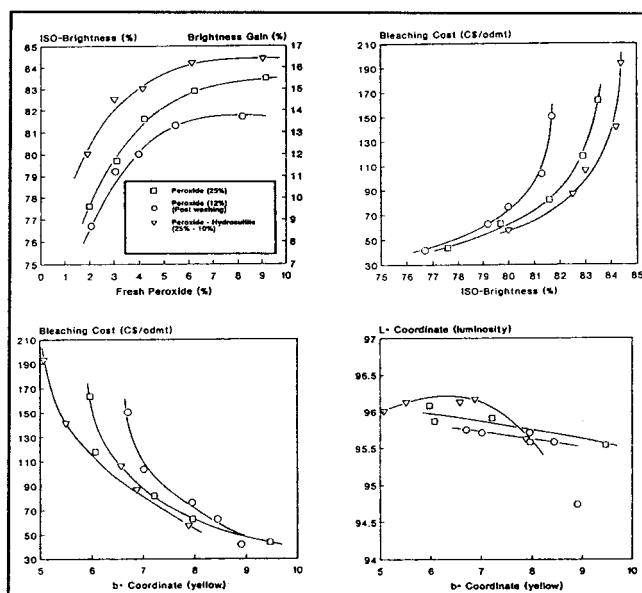 ISO-Brightness (%) Brightness Gain (%)
85 16
84 15
83 14
82 13
81 12
80 11
79 10
78 9
77 8
76
75 7
0 1 2 3 4 5 6 7 8 9 10
Fresh Peroxide (%)
Peroxide (25%)
Peroxide (12%)
(Post washing)
Peroxide - Hydrosulfite
(25% - 10%)
Bleaching Cost (C$/odmt)
210
190
170
150
130
110
90
70
50
30
76 77 78 79 80 81 82 83 84 85
ISO-Brightness (%)
Bleaching Cost (C$/odmt)
210
190
170
150
130
110
90
70
50
30
5 6 7 8 9 10
b* Coordinate (yellow)
L* Coordinate (luminosity)
97
96.5
96
95.5
95
94.5
94
5 6 7 8 9 10
b* Coordinate (yellow)